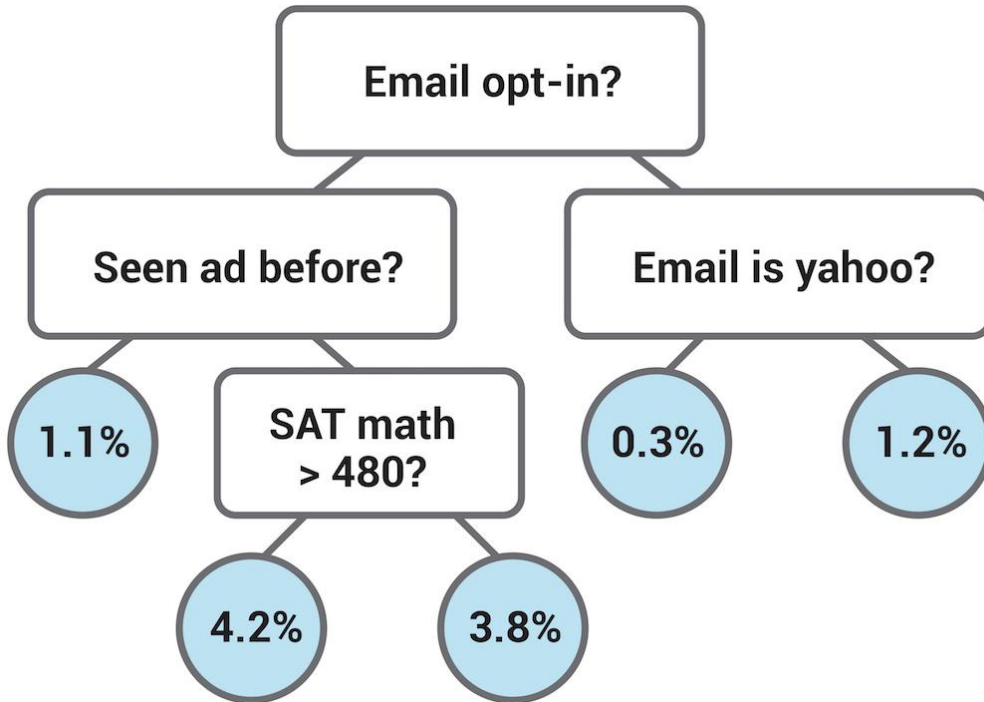 Email opt-in?
Seen ad before?
Email is yahoo?
1.1%
SAT math
> 480?
0.3%
1.2%
4.2%
3.8%